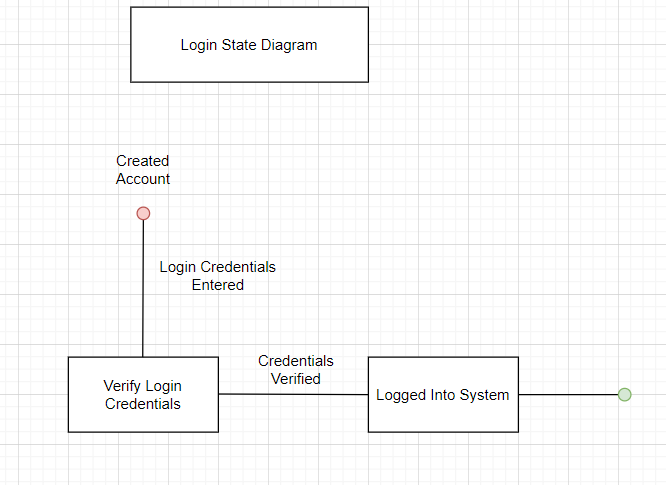 Login State Diagram
Created
Account
Login Credentials
Entered
Credentials
Verified
Verify Login
Credentials
Logged Into System